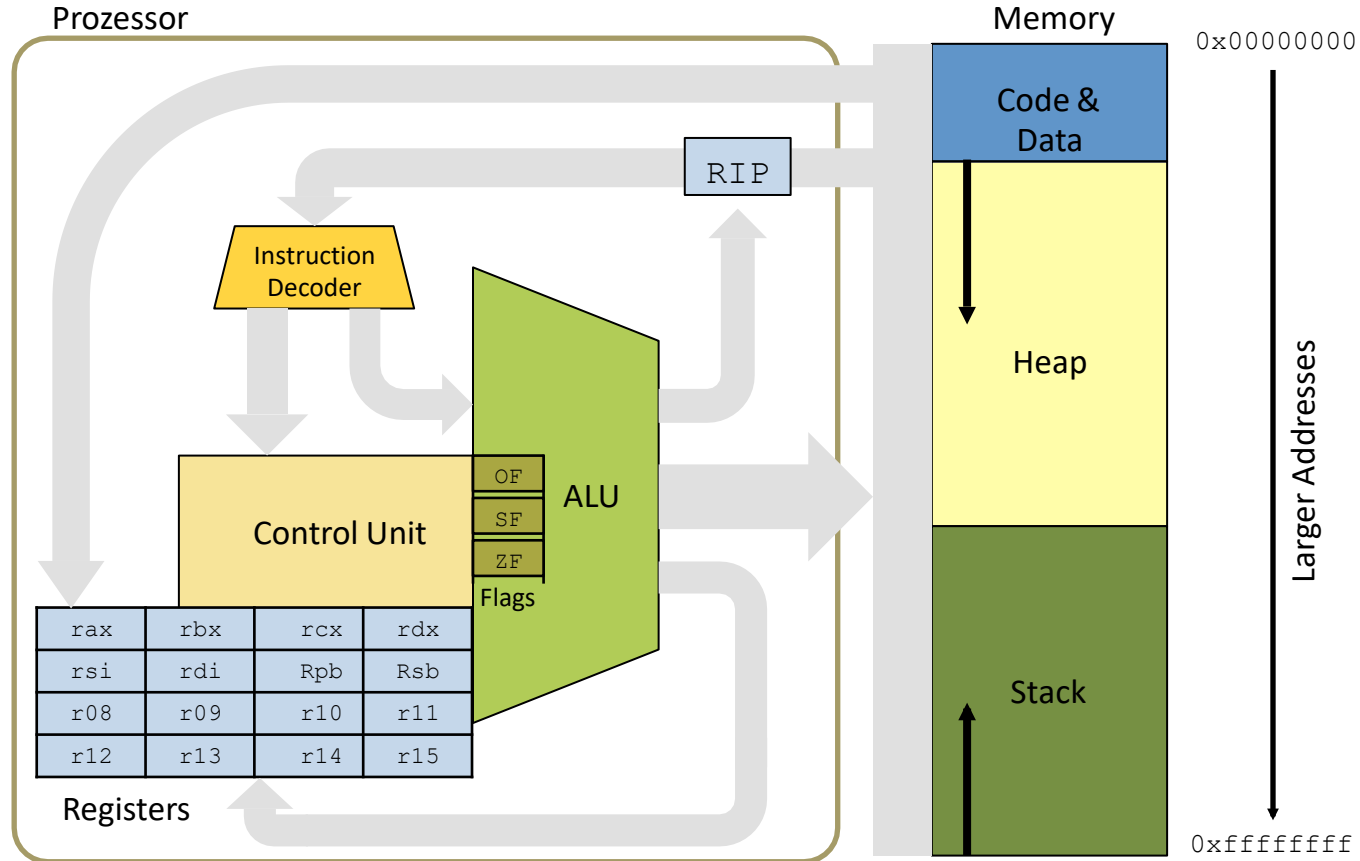 Prozessor
Memory
0x00000000
Code &
Data
RIP
Instruction
Decoder
Heap
Larger Addresses
OF
SF
ZF
Flags
ALU
Control Unit
rax rbx rcx rdx
rsi rdi Rpb Rsb
r08 r09 r10 r11
r12 r13 r14 r15
Registers
Stack
0xffffffff